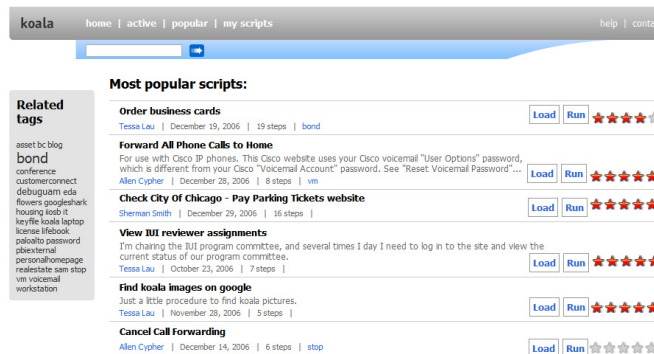 koala
home | active | popular | my scripts
help | conta
Most popular scripts:
Related
tags
asset bc blog
bond
conference
customerconnect
debuguam eda
flowers googleshark
housing iosb it
keyfile koala laptop
license lifebook
paloalto password
pbiexternal
personalhomepage
realestate sam stop
vm voicemail
workstation
Order business cards
Tessa Lau | December 19, 2006 | 19 steps | bond
Load Run
Forward All Phone Calls to Home
For use with Cisco IP phones. This Cisco website uses your Cisco voicemail "User Options" password,
which is different from your Cisco "Voicemail Account" password. See "Reset Voicemail Password"...
Allen Cypher | December 28, 2006 | 8 steps | vm
Load Run
Check City Of Chicago - Pay Parking Tickets website
Sherman Smith | December 29, 2006 | 16 steps |
Load Run
View IUI reviewer assignments
I'm chairing the IUI program committee, and several times I day I need to log in to the site and view the
current status of our program committee.
Tessa Lau | October 23, 2006 | 7 steps |
Load Run
Find koala images on google
Just a little procedure to find koala pictures.
Tessa Lau | November 28, 2006 | 5 steps |
Load Run
Cancel Call Forwarding
Allen Cypher | December 14, 2006 | 6 steps | stop
Load Run